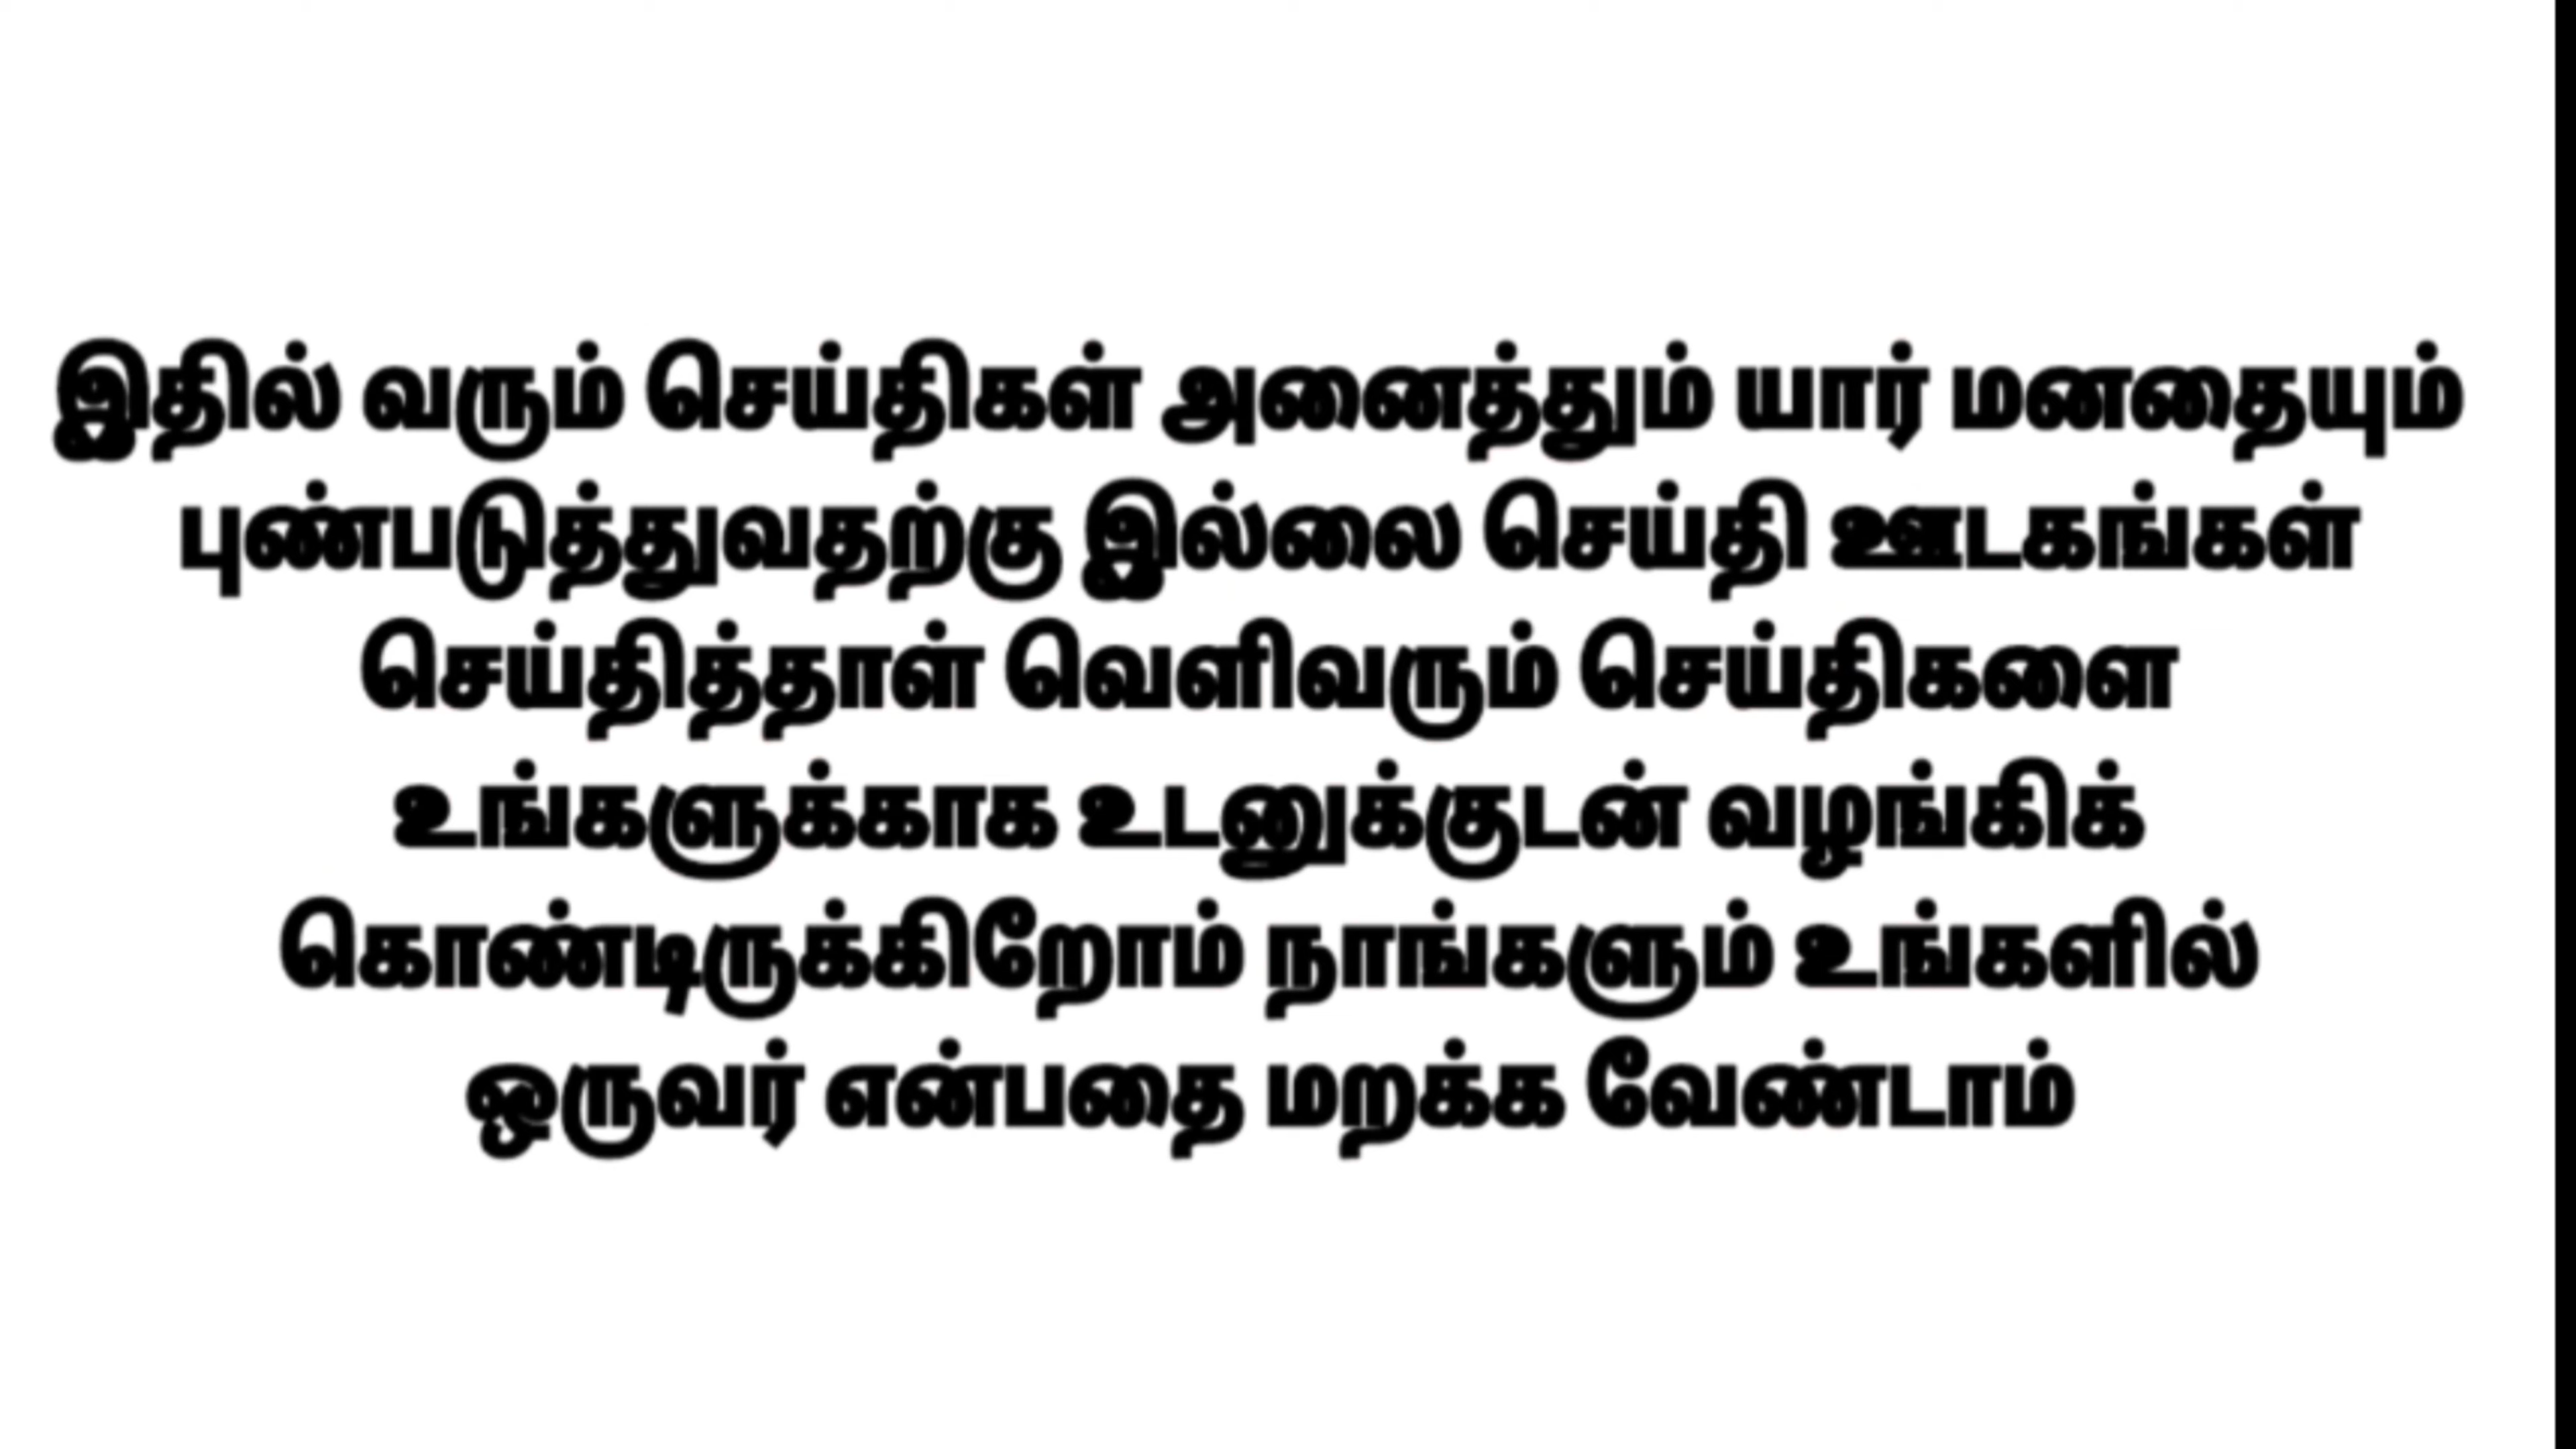 இதில் வரும் செய்திகள் அனைத்தும் யார் மனதையும்
புண்படுத்துவதற்கு இல்லை செய்தி ஊடகங்கள்
செய்தித்தாள் வெளிவரும் செய்திகளை
உங்களுக்காக உடனுக்குடன் வழங்கிக்
கொண்டிருக்கிறோம் நாங்களும் உங்களில்
ஒருவர் என்பதை மறக்க வேண்டாம்